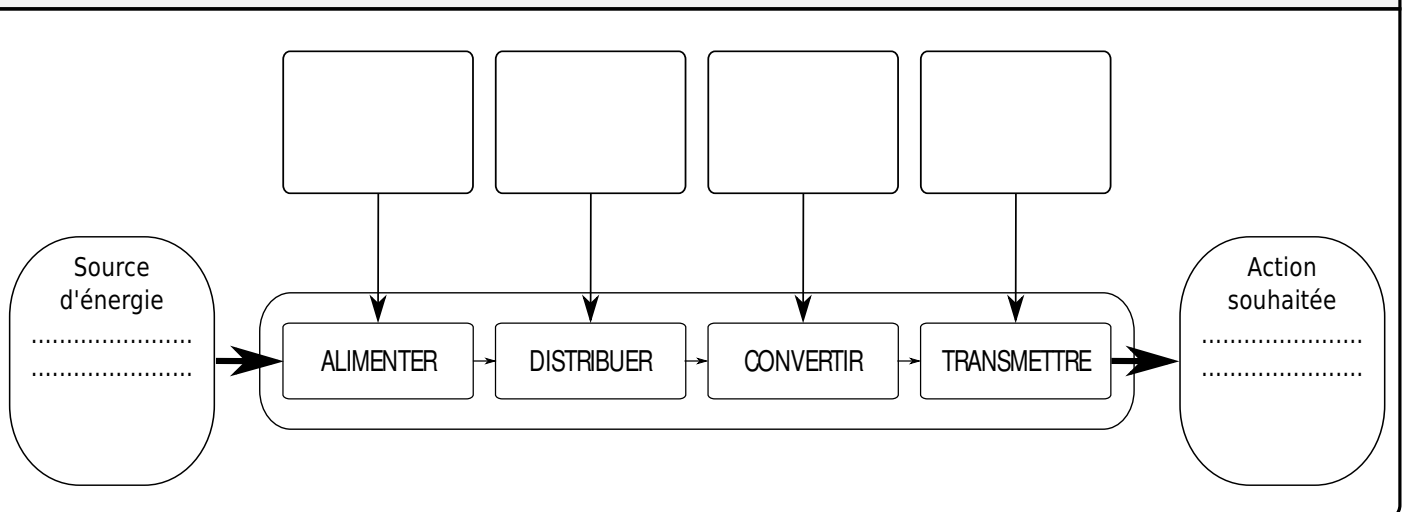 Source
d'énergie
.......................
.......................
ALIMENTER
DISTRIBUER
CONVERTIR
TRANSMETTRE
Action
souhaitée
.......................
.......................